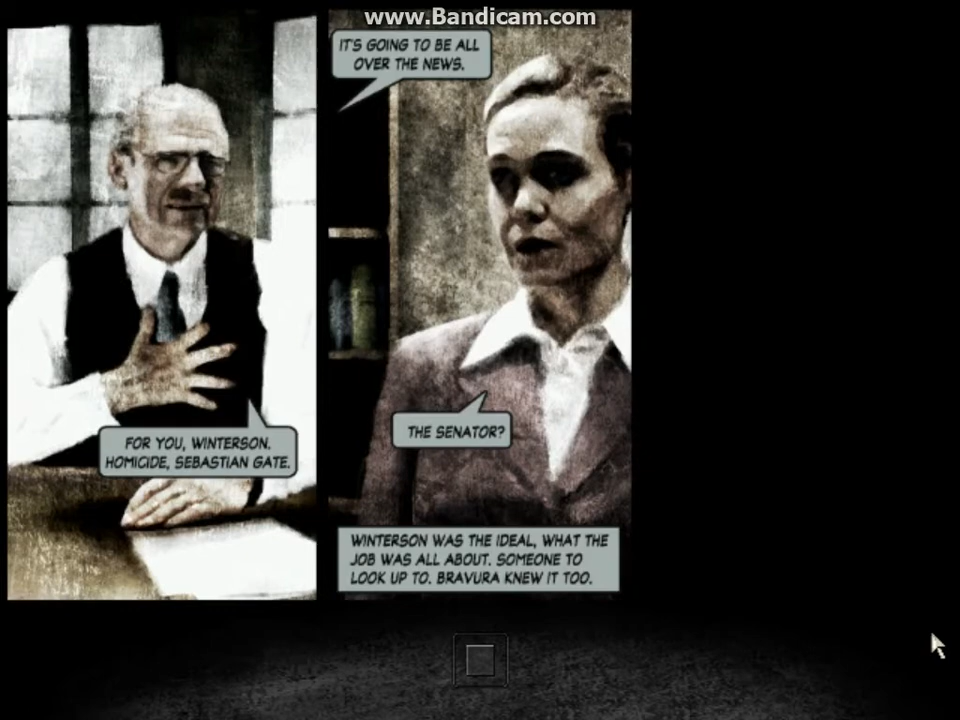 www.Bandicam.com
FOR YOU, WINTERSON.
HOMICIDE, SEBASTIAN GATE.
IT'S GOING TO BE ALL
OVER THE NEWS.
THE SENATOR?
WINTERSON WAS THE IDEAL, WHAT THE
JOB WAS ALL ABOUT. SOMEONE TO
LOOK UP TO. BRAVURA KNEW IT TOO.